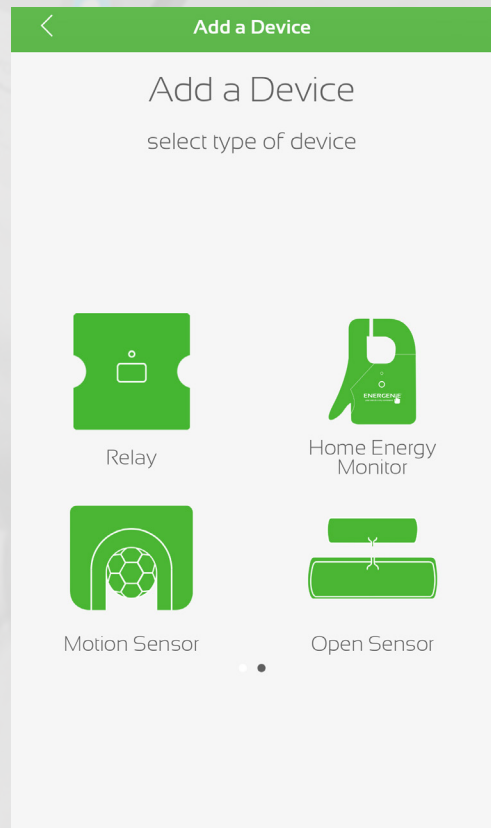 Add a Device
Add a Device
select type of device
ENERGENIE
Relay
Home Energy
Monitor
Motion Sensor
Open Sensor